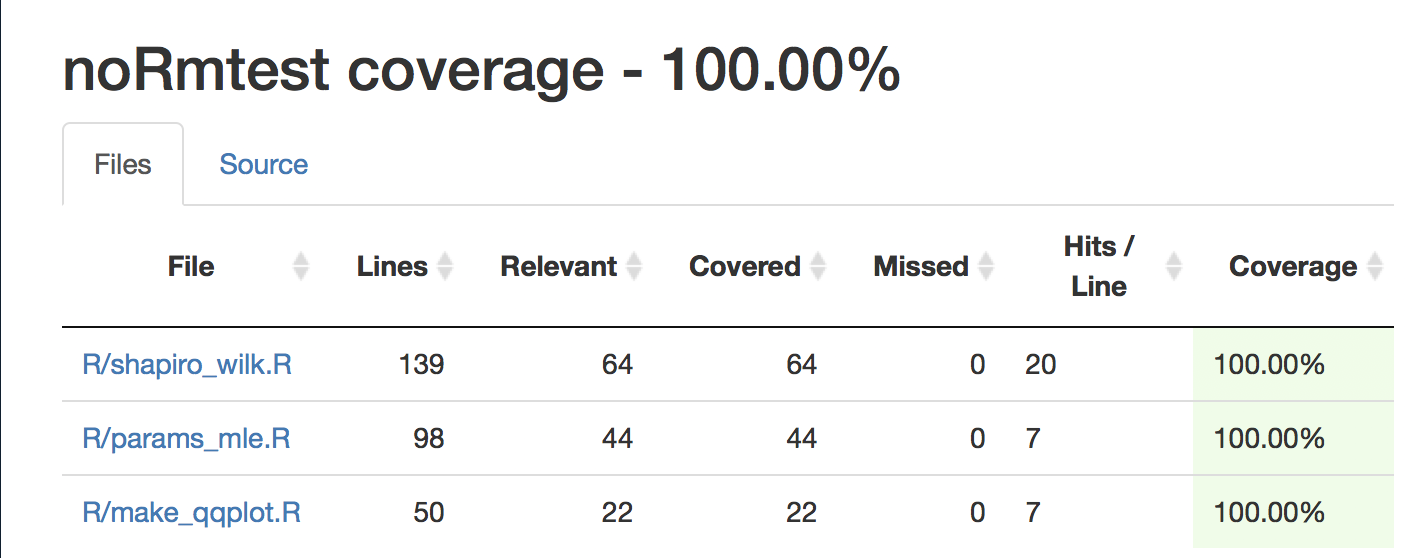 noRmtest coverage - 100.00%
Files Source
File Lines Relevant Covered Missed Hits / Line Coverage
R/shapiro_wilk.R 139 64 64 0 20 100.00%
R/params_mle.R 98 44 44 0 7 100.00%
R/make_qqplot.R 50 22 22 0 7 100.00%